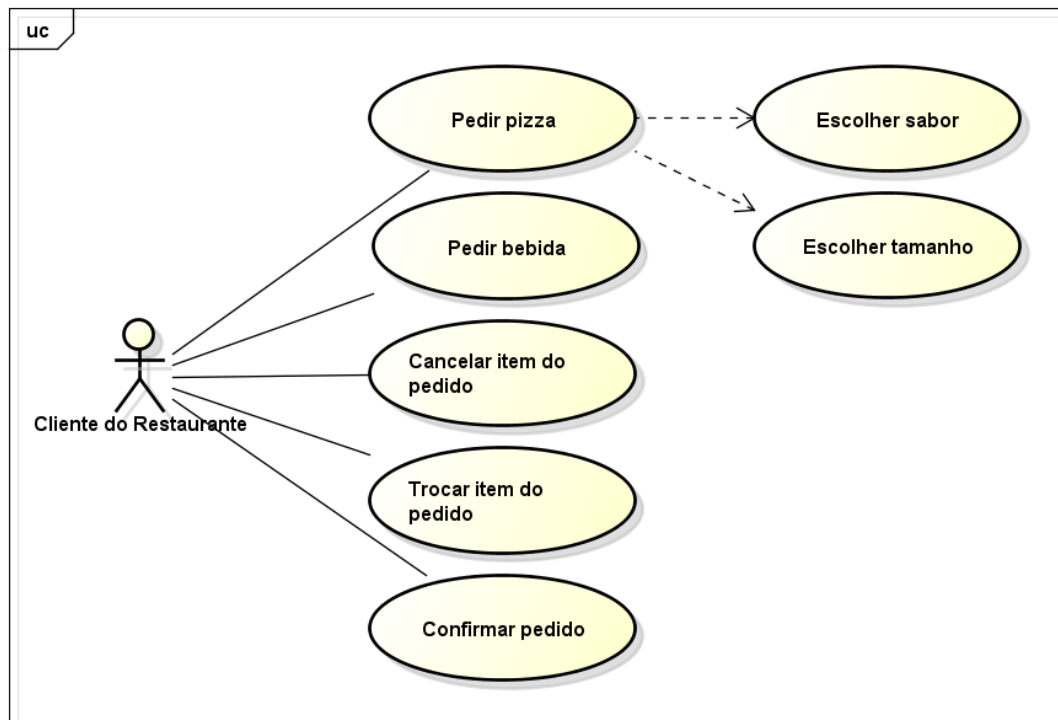 uc
Pedir pizza
Escolher sabor
Pedir bebida
Escolher tamanho
Cancelar item do
pedido
Cliente do Restaurante
Trocar item do
pedido
Confirmar pedido